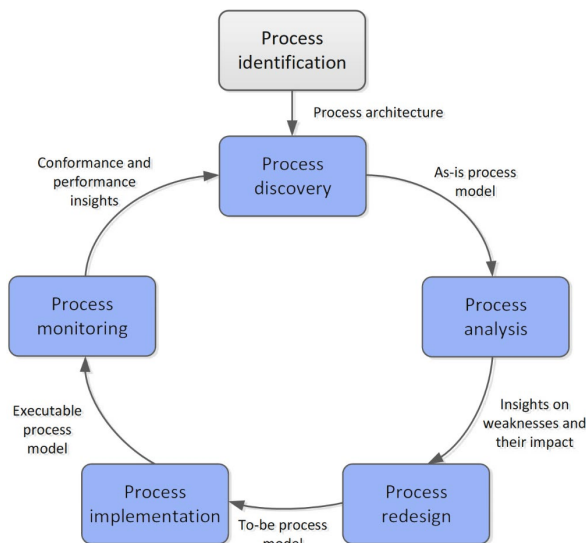 Process
identification
Process architecture
Process
discovery
Conformance and
performance
insights
As-is process
model
Process
monitoring
Process
analysis
Executable
process
model
Insights on
weaknesses and
their impact
Process
implementation
Process
redesign
To-be process
model